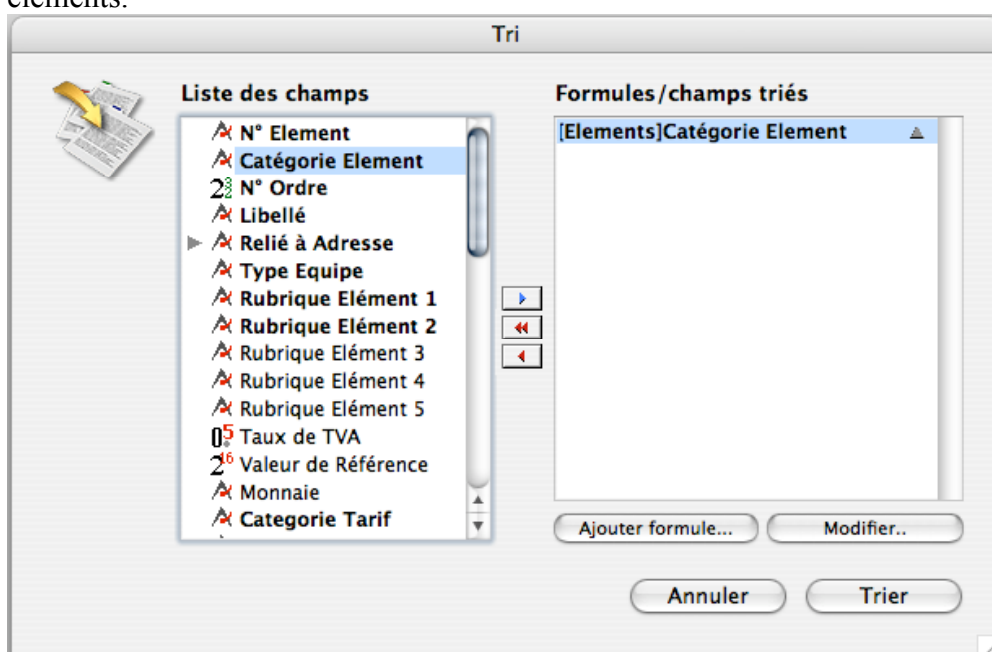 elements.
Tri
Liste des champs
N° Element
Catégorie Element
N° Ordre
Libellé
Relié à Adresse
Type Equipe
Rubrique Elément 1
Rubrique Elément 2
Rubrique Elément 3
Rubrique Elément 4
Rubrique Elément 5
Taux de TVA
Valeur de Référence
Monnaie
Categorie Tarif
Formules/champs triés
[Elements]Catégorie Element
Ajouter formule...
Modifier..
Annuler
Trier